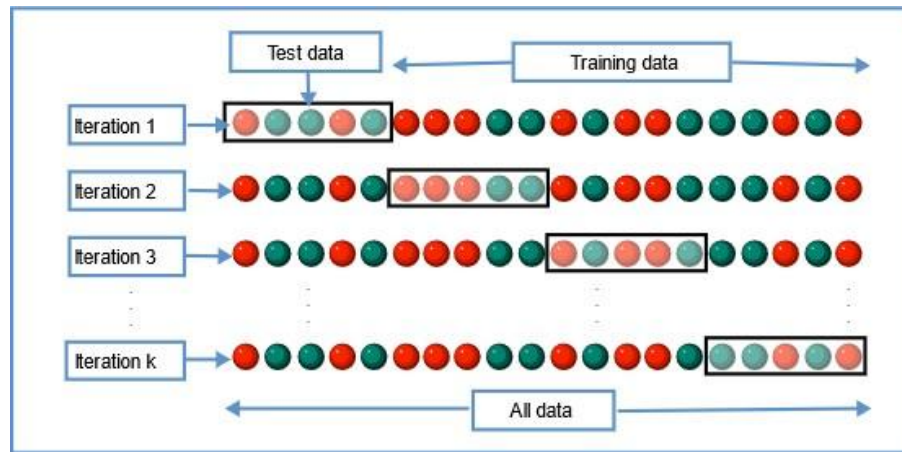 Test data
Training data
Iteration 1
Iteration 2
Iteration 3
Iteration k
All data